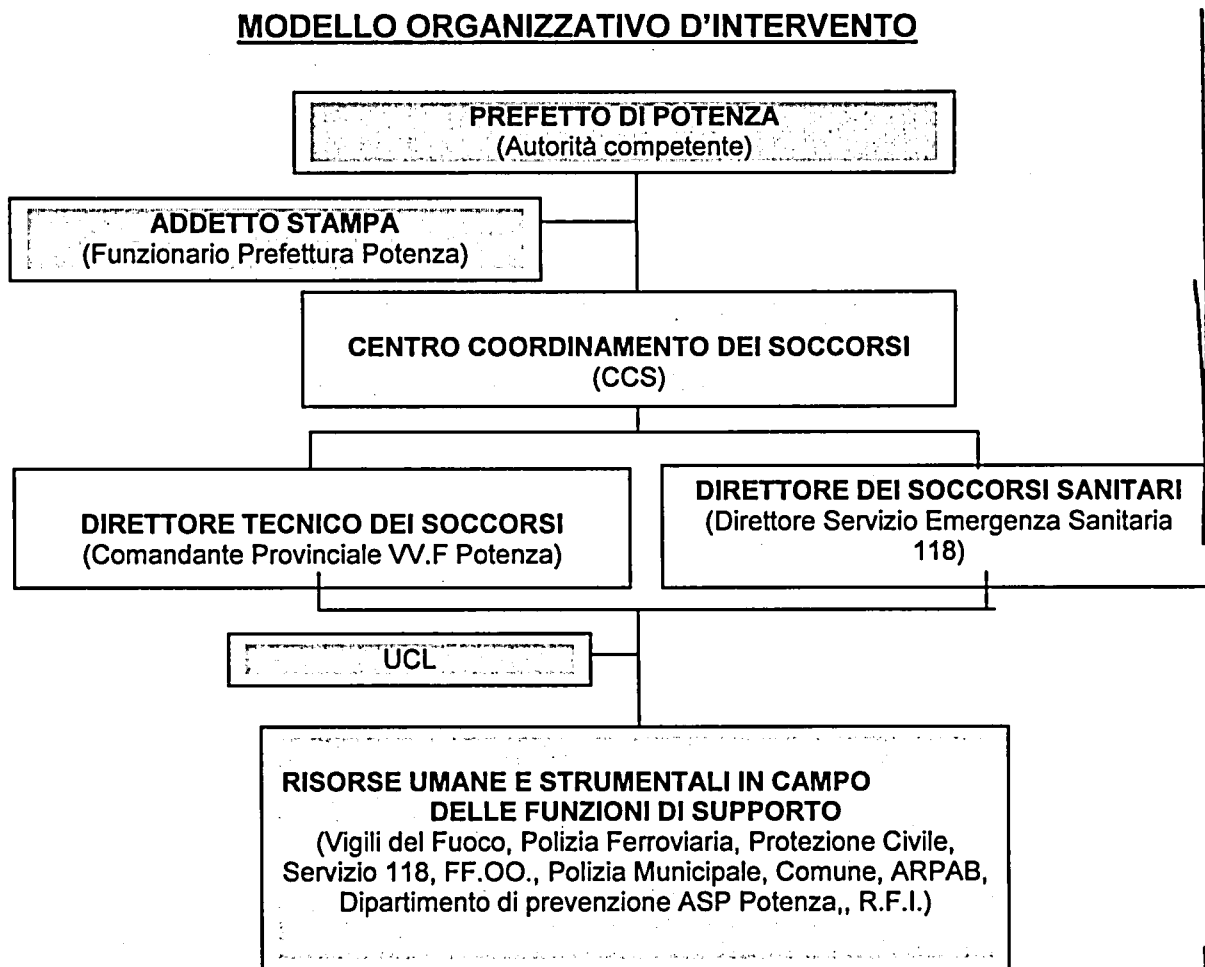 MODELLO ORGANIZZATIVO D'INTERVENTO
PREFETTO DI POTENZA
(Autorità competente)
ADDETTO STAMPA
(Funzionario Prefettura Potenza)
CENTRO COORDINAMENTO DEI SOCCORSI
(CCS)
DIRETTORE TECNICO DEI SOCCORSI
(Comandante Provinciale VV.F Potenza)
DIRETTORE DEI SOCCORSI SANITARI
(Direttore Servizio Emergenza Sanitaria
118)
UCL
RISORSE UMANE E STRUMENTALI IN CAMPO
DELLE FUNZIONI DI SUPPORTO
(Vigili del Fuoco, Polizia Ferroviaria, Protezione Civile,
Servizio 118, FF.OO., Polizia Municipale, Comune, ARPAB,
Dipartimento di prevenzione ASP Potenza,, R.F.I.)